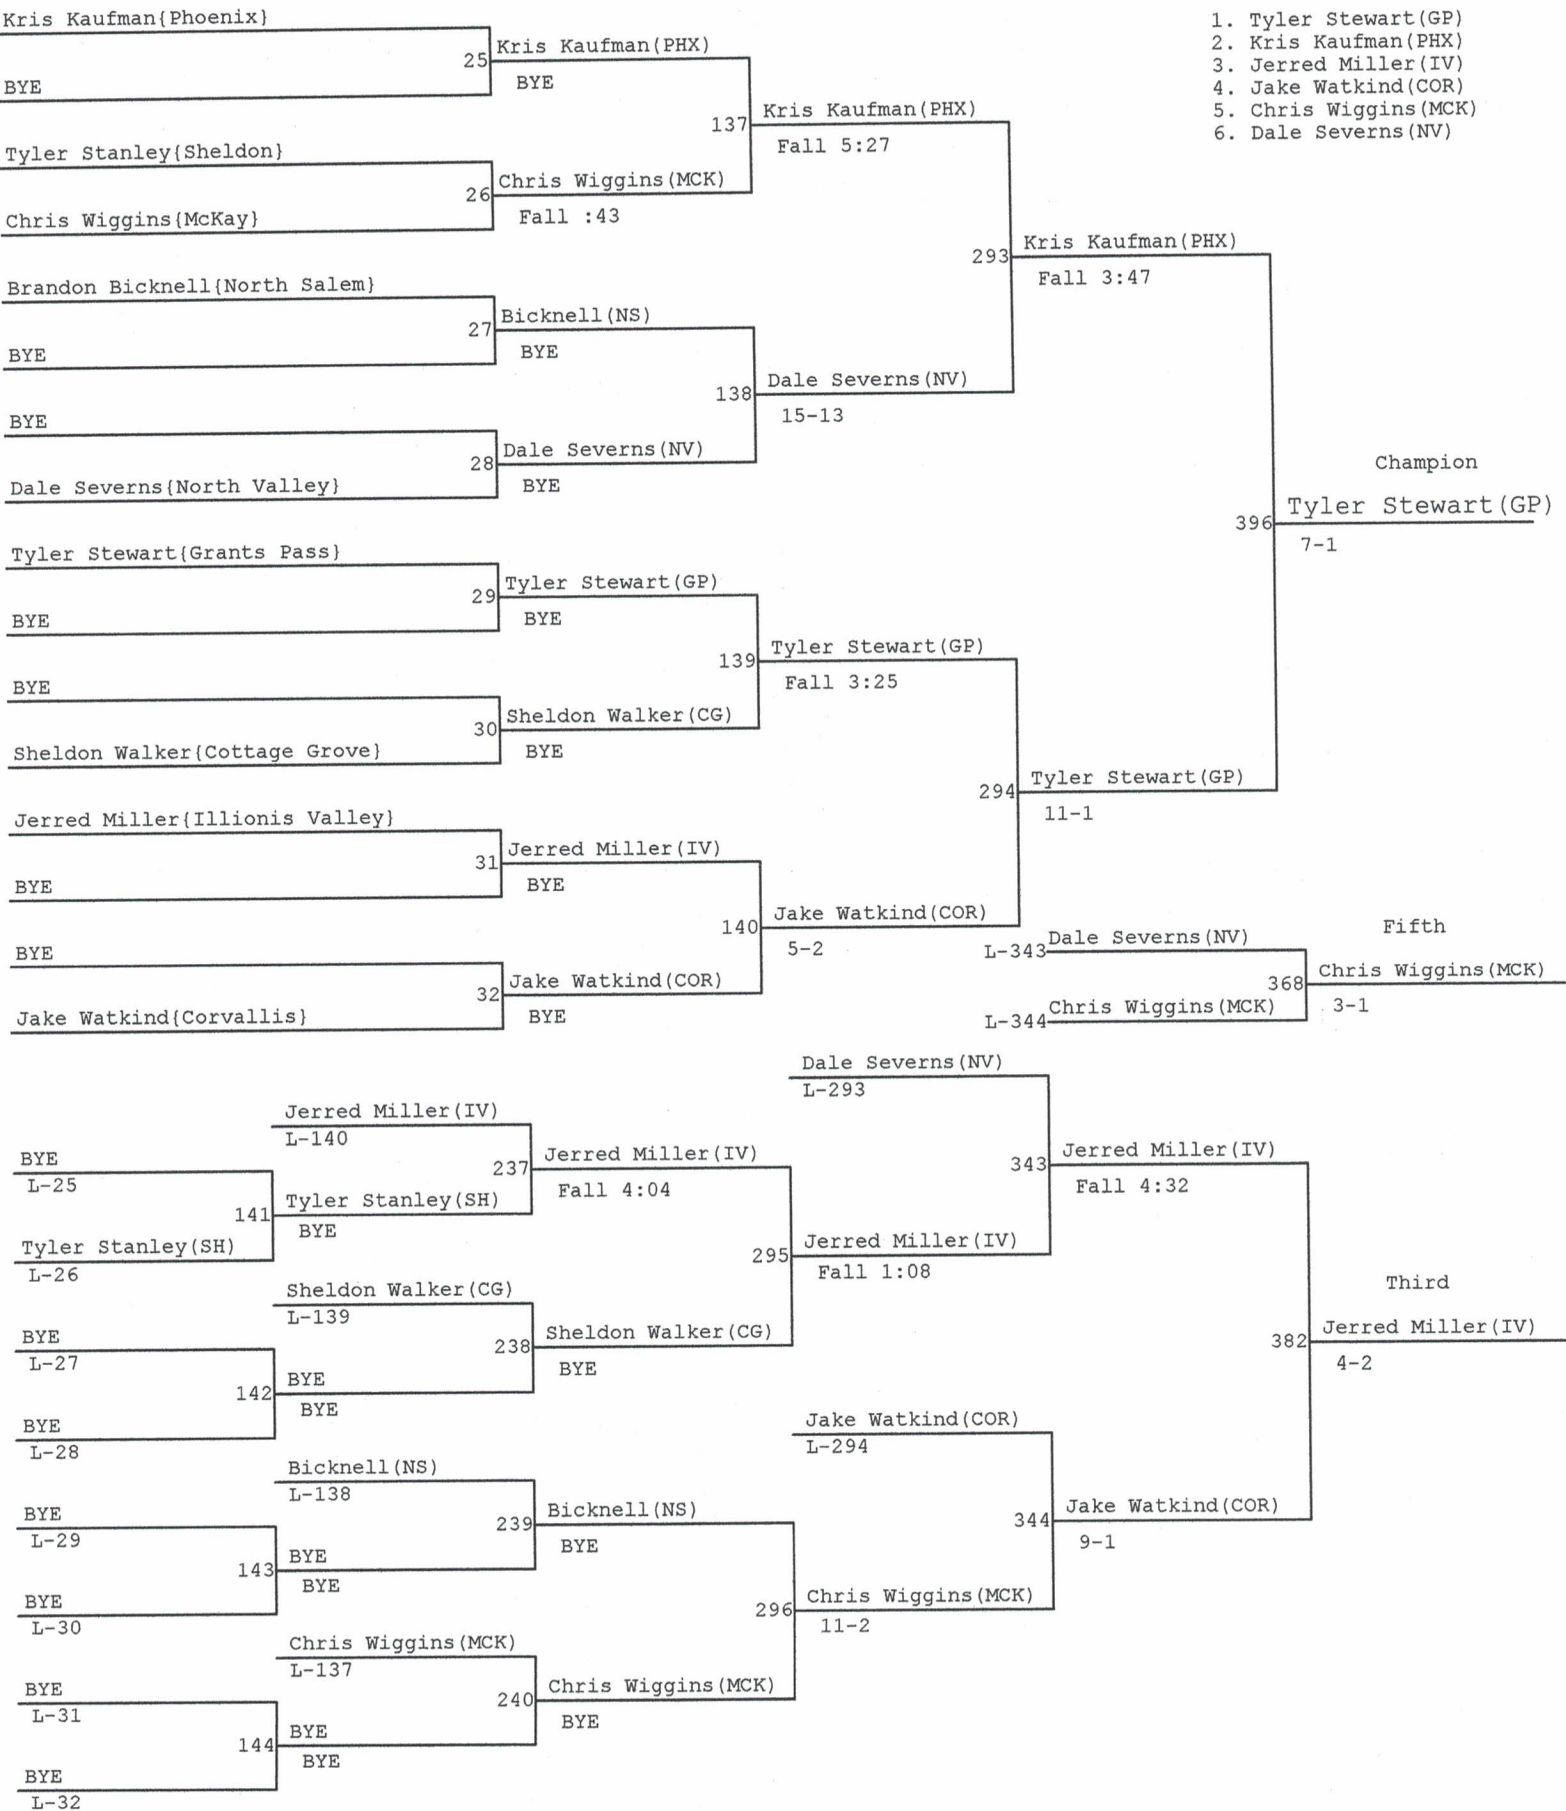 Kris Kaufman{Phoenix}
BYE
25
Kris Kaufman(PHX)
BYE
Tyler Stanley{Sheldon}
Chris Wiggins{McKay}
26
Chris Wiggins(MCK)
Fall :43
137
Kris Kaufman(PHX)
Fall 5:27
Brandon Bicknell{North Salem}
BYE
27
Bicknell(NS)
BYE
BYE
Dale Severns{North Valley}
28
Dale Severns(NV)
BYE
138
Dale Severns(NV)
15-13
293
Kris Kaufman(PHX)
Fall 3:47
Tyler Stewart{Grants Pass}
BYE
29
Tyler Stewart(GP)
BYE
BYE
Sheldon Walker{Cottage Grove}
30
Sheldon Walker(CG)
BYE
139
Tyler Stewart(GP)
Fall 3:25
Jerred Miller{Illionis Valley}
BYE
31
Jerred Miller(IV)
BYE
BYE
Jake Watkind{Corvallis}
32
Jake Watkind(COR)
BYE
140
Jake Watkind(COR)
5-2
294
Tyler Stewart(GP)
11-1
396
Champion
Tyler Stewart(GP)
7-1
1. Tyler Stewart(GP)
2. Kris Kaufman(PHX)
3. Jerred Miller(IV)
4. Jake Watkind(COR)
5. Chris Wiggins(MCK)
6. Dale Severns(NV)
L-343
Dale Severns(NV)
L-344
Chris Wiggins(MCK)
368
Fifth
Chris Wiggins(MCK)
3-1
BYE
L-25
Tyler Stanley(SH)
L-26
141
Jerred Miller(IV)
L-140
Tyler Stanley(SH)
BYE
237
Jerred Miller(IV)
Fall 4:04
BYE
L-27
BYE
L-28
142
Sheldon Walker(CG)
L-139
BYE
BYE
238
Sheldon Walker(CG)
BYE
295
Dale Severns(NV)
L-293
Jerred Miller(IV)
Fall 1:08
343
Jerred Miller(IV)
Fall 4:32
BYE
L-29
BYE
L-30
143
Bicknell(NS)
L-138
BYE
BYE
239
Bicknell(NS)
BYE
BYE
L-31
BYE
L-32
144
Chris Wiggins(MCK)
L-137
BYE
BYE
240
Chris Wiggins(MCK)
BYE
296
Jake Watkind(COR)
L-294
Chris Wiggins(MCK)
11-2
344
Jake Watkind(COR)
9-1
382
Third
Jerred Miller(IV)
4-2